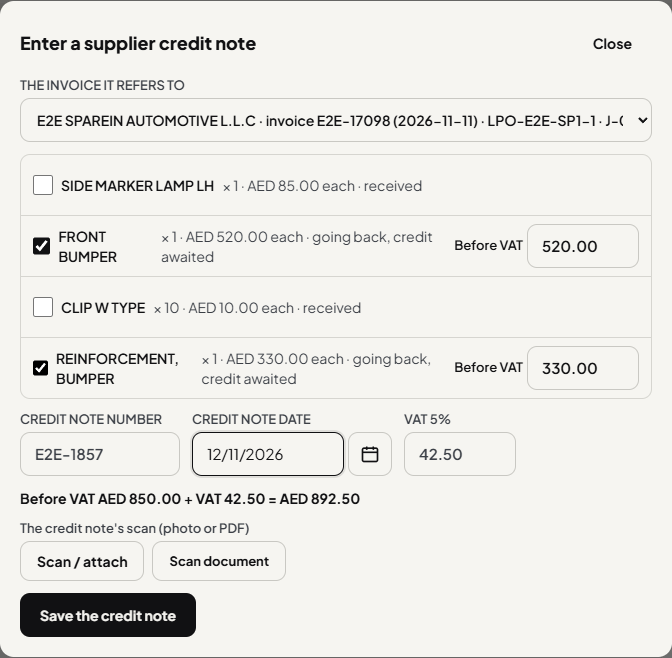 Enter a supplier credit note
Close
THE INVOICE IT REFERS TO
E2E SPAREIN AUTOMOTIVE L.L.C · invoice E2E-17098 (2026-11-11) · LPO-E2E-SP1-1 · J-
SIDE MARKER LAMP LH × 1 · AED 85.00 each · received
FRONT BUMPER × 1 · AED 520.00 each · going back, credit awaited Before VAT 520.00
CLIP W TYPE × 10 · AED 10.00 each · received
REINFORCEMENT, BUMPER × 1 · AED 330.00 each · going back, credit awaited Before VAT 330.00
CREDIT NOTE NUMBER CREDIT NOTE DATE VAT 5%
E2E-1857 12/11/2026 42.50
Before VAT AED 850.00 + VAT 42.50 = AED 892.50
The credit note's scan (photo or PDF)
Scan / attach Scan document
Save the credit note